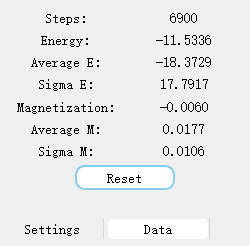 Steps: 6900
Energy: -11.5336
Average E: -18.3729
Sigma E: 17.7917
Magnetization: -0.0060
Average M: 0.0177
Sigma M: 0.0106
Reset
Settings Data